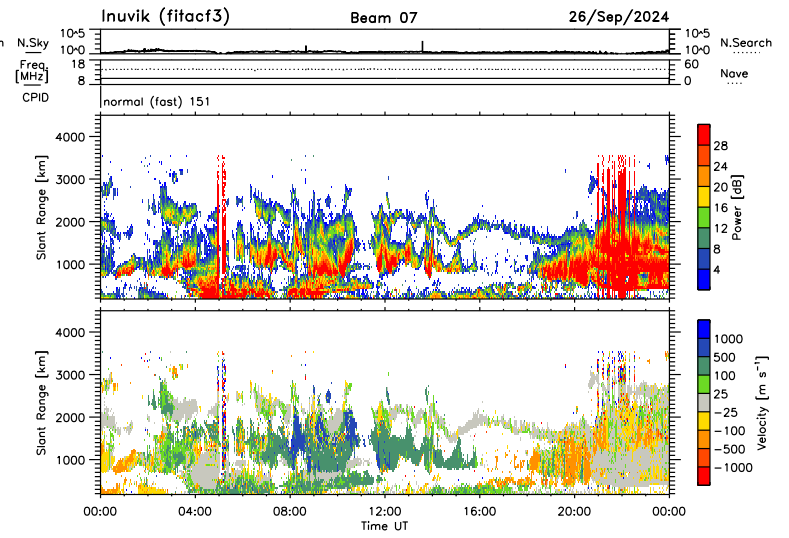 Inuvik (fitacf3) Beam 07 26/Sep/2024
n N.Sky 10^5 10^0 10^5 10^0 N.Search
Freq. [MHz] 18 8 60 0 Nave
CPID normal (fast) 151
Slant Range [km] 4000 3000 2000 1000
28 24 20 16 12 8 4 Power [dB]
Slant Range [km] 4000 3000 2000 1000
1000 500 100 25 −25 −100 −500 −1000 Velocity [m s⁻¹]
00:00 04:00 08:00 12:00 16:00 20:00 00:00
Time UT